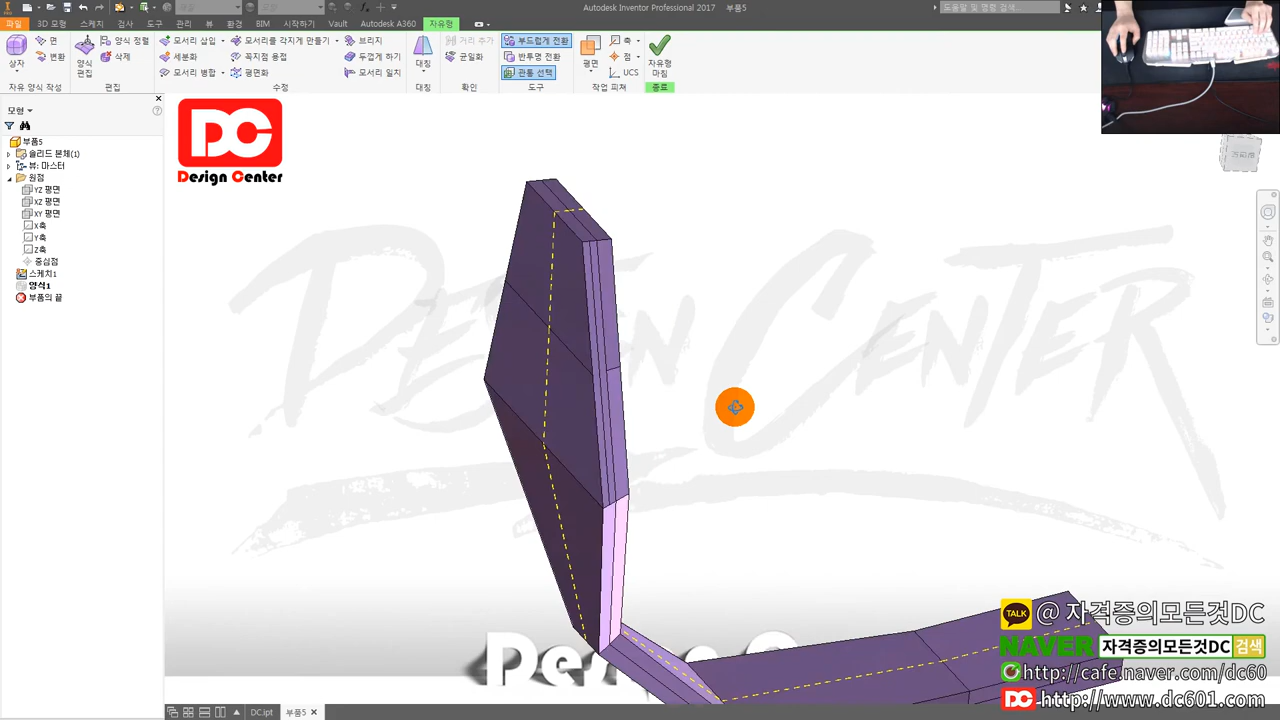 Autodesk Inventor Professional 2017 부품5
도움말 및 명령 검색...
파일 3D 모형 스케치 검사 도구 관리 뷰 환경 BIM 시작하기 Vault Autodesk A360 자유형
상자
면
변환
자유 양식 작성
양식 편집
양식 정렬
삭제
편집
모서리 삽입
세분화
모서리 병합
모서리를 각지게 만들기
꼭지점 용접
평면화
브리지
두껍게 하기
모서리 일치
수정
대칭
대칭
거리 추가
균일화
확인
부드럽게 전환
반투명 전환
관통 선택
도구
평면
축
점
UCS
작업 피쳐
자유형 마침
종료
모형
부품5
솔리드 본체(1)
뷰: 마스터
원점
YZ 평면
XZ 평면
XY 평면
X축
Y축
Z축
중심점
스케치1
양식1
부품의 끝
DC
Design Center
DESIGN CENTER
TALK @ 자격증의모든것DC
NAVER 자격증의모든것DC 검색
http://cafe.naver.com/dc60
DC http://www.dc601.com/
DC.ipt 부품5